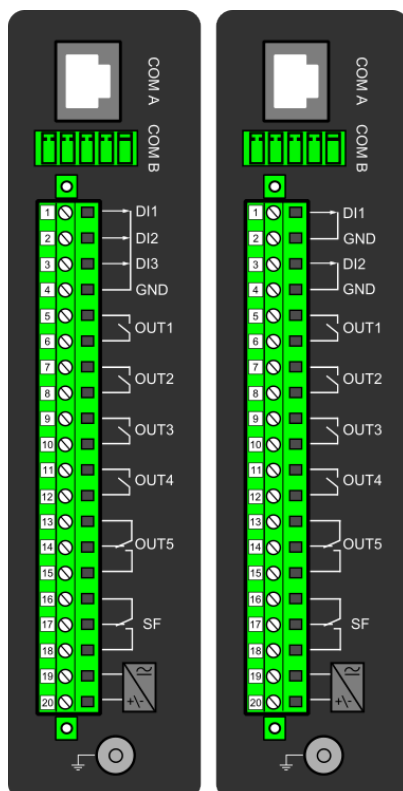 COM A
COM B
1 DI1
2 DI2
3 DI3
4 GND
5
OUT1
6
7
OUT2
8
9
OUT3
10
11
OUT4
12
13
14 OUT5
15
16
17 SF
18
19
20 +\-
COM A
COM B
1 DI1
2 GND
3 DI2
4 GND
5
OUT1
6
7
OUT2
8
9
OUT3
10
11
OUT4
12
13
14 OUT5
15
16
17 SF
18
19
20 +\-